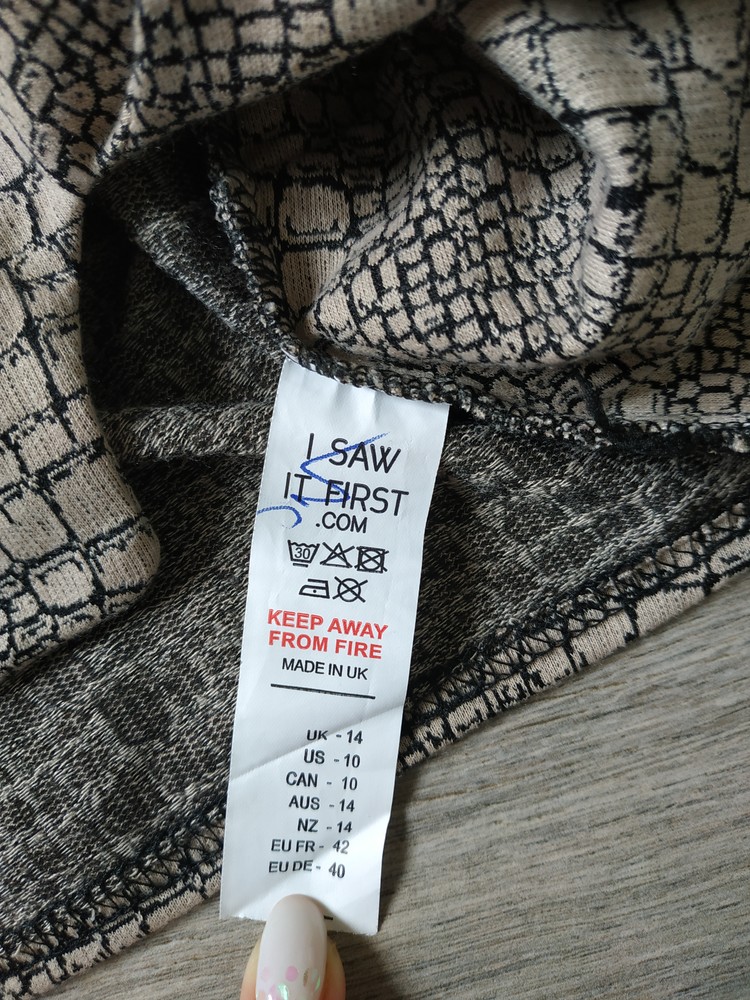 I SAW
IT FIRST
.COM
30
KEEP AWAY
FROM FIRE
MADE IN UK
UK - 14
US - 10
CAN - 10
AUS - 14
NZ - 14
EU FR - 42
EU DE - 40